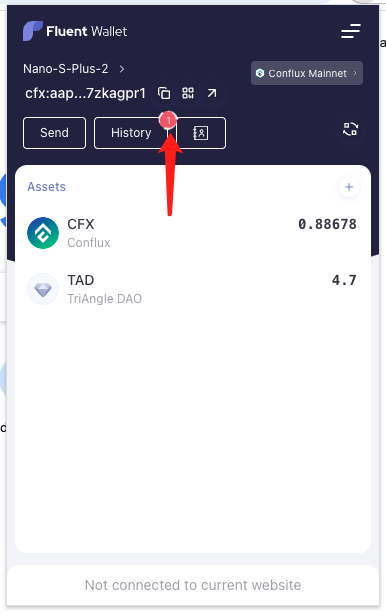 Fluent Wallet
Nano-S-Plus-2
Conflux Mainnet
cfx:aap...7zkagpr1
Send
History
1
Assets
CFX
0.88678
Conflux
TAD
4.7
TriAngle DAO
Not connected to current website